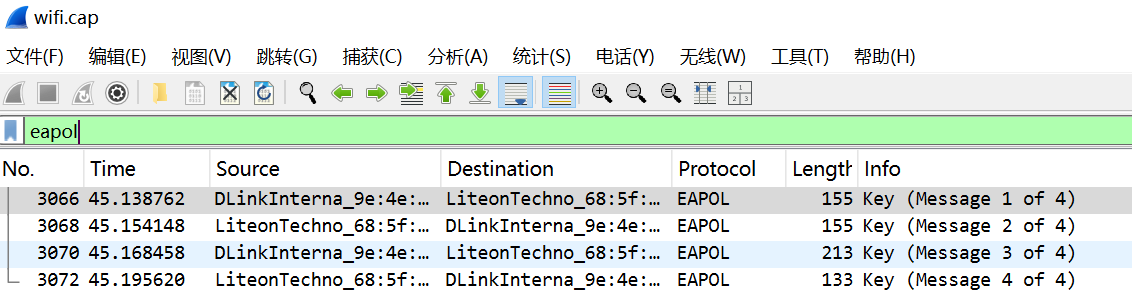 wifi.cap
文件(F) 编辑(E) 视图(V) 跳转(G) 捕获(C) 分析(A) 统计(S) 电话(Y) 无线(W) 工具(T) 帮助(H)
eapol
No. Time Source Destination Protocol Length Info
3066 45.138762 DLinkInterna_9e:4e:… LiteonTechno_68:5f:… EAPOL 155 Key (Message 1 of 4)
3068 45.154148 LiteonTechno_68:5f:… DLinkInterna_9e:4e:… EAPOL 155 Key (Message 2 of 4)
3070 45.168458 DLinkInterna_9e:4e:… LiteonTechno_68:5f:… EAPOL 213 Key (Message 3 of 4)
3072 45.195620 LiteonTechno_68:5f:… DLinkInterna_9e:4e:… EAPOL 133 Key (Message 4 of 4)